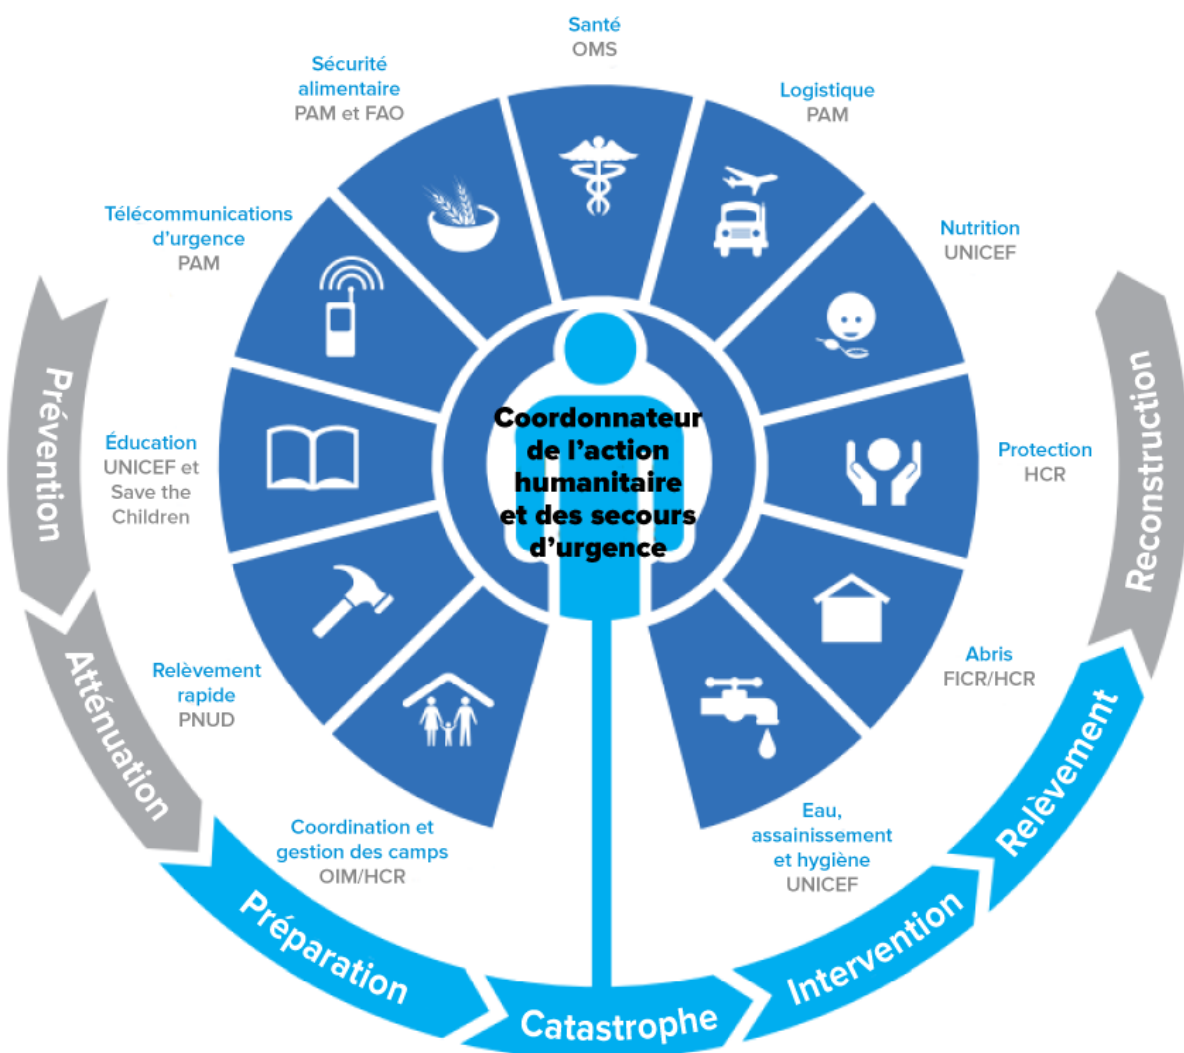 Santé
OMS
Logistique
PAM
Nutrition
UNICEF
Protection
HCR
Abris
FICR/HCR
Eau,
assainissement
et hygiène
UNICEF
Coordination et
gestion des camps
OIM/HCR
Relèvement
rapide
PNUD
Éducation
UNICEF et
Save the
Children
Télécommunications
d’urgence
PAM
Sécurité
alimentaire
PAM et FAO
Coordonnateur
de l’action
humanitaire
et des secours
d’urgence
Prévention
Atténuation
Préparation
Catastrophe
Intervention
Relèvement
Reconstruction